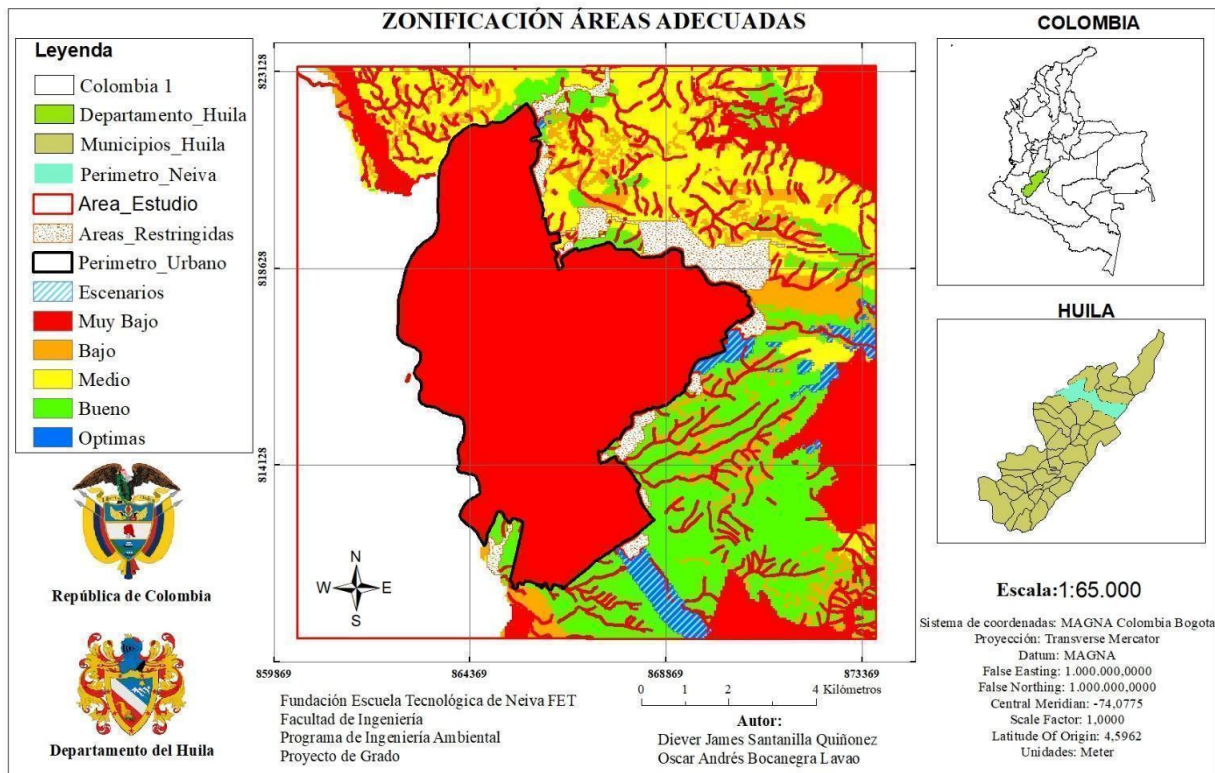 ZONIFICACIÓN ÁREAS ADECUADAS
Leyenda
Colombia 1
Departamento_Huila
Municipios_Huila
Perimetro_Neiva
Area_Estudio
Areas_Restringidas
Perimetro_Urbano
Escenarios
Muy Bajo
Bajo
Medio
Bueno
Optimas
República de Colombia
Departamento del Huila
823128
818628
814128
859869
864369
868869
873369
N
W
E
S
Fundación Escuela Tecnológica de Neiva FET
Facultad de Ingeniería
Programa de Ingeniería Ambiental
Proyecto de Grado
0 1 2 4 Kilómetros
Autor:
Diever James Santanilla Quiñonez
Oscar Andrés Bocanegra Lavao
COLOMBIA
HUILA
Escala:1:65.000
Sistema de coordenadas: MAGNA Colombia Bogota
Proyección: Transverse Mercator
Datum: MAGNA
False Easting: 1.000.000,0000
False Northing: 1.000.000,0000
Central Meridian: -74,0775
Scale Factor: 1,0000
Latitude Of Origin: 4,5962
Unidades: Meter